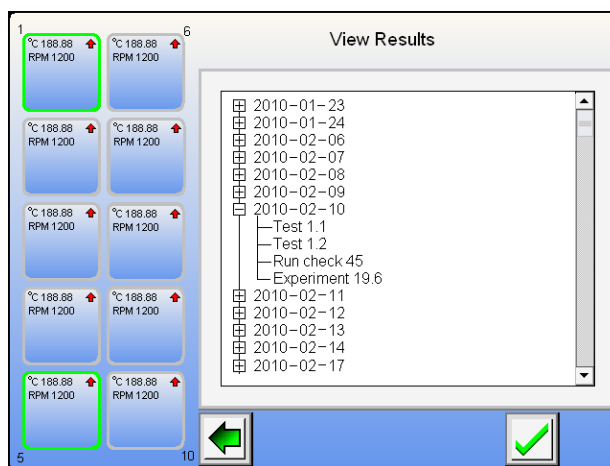 1
6
°C 188.88
RPM 1200
°C 188.88
RPM 1200
°C 188.88
RPM 1200
°C 188.88
RPM 1200
°C 188.88
RPM 1200
°C 188.88
RPM 1200
°C 188.88
RPM 1200
°C 188.88
RPM 1200
°C 188.88
RPM 1200
°C 188.88
RPM 1200
5
10
View Results
2010-01-23
2010-01-24
2010-02-06
2010-02-07
2010-02-08
2010-02-09
2010-02-10
Test 1.1
Test 1.2
Run check 45
Experiment 19.6
2010-02-11
2010-02-12
2010-02-13
2010-02-14
2010-02-17